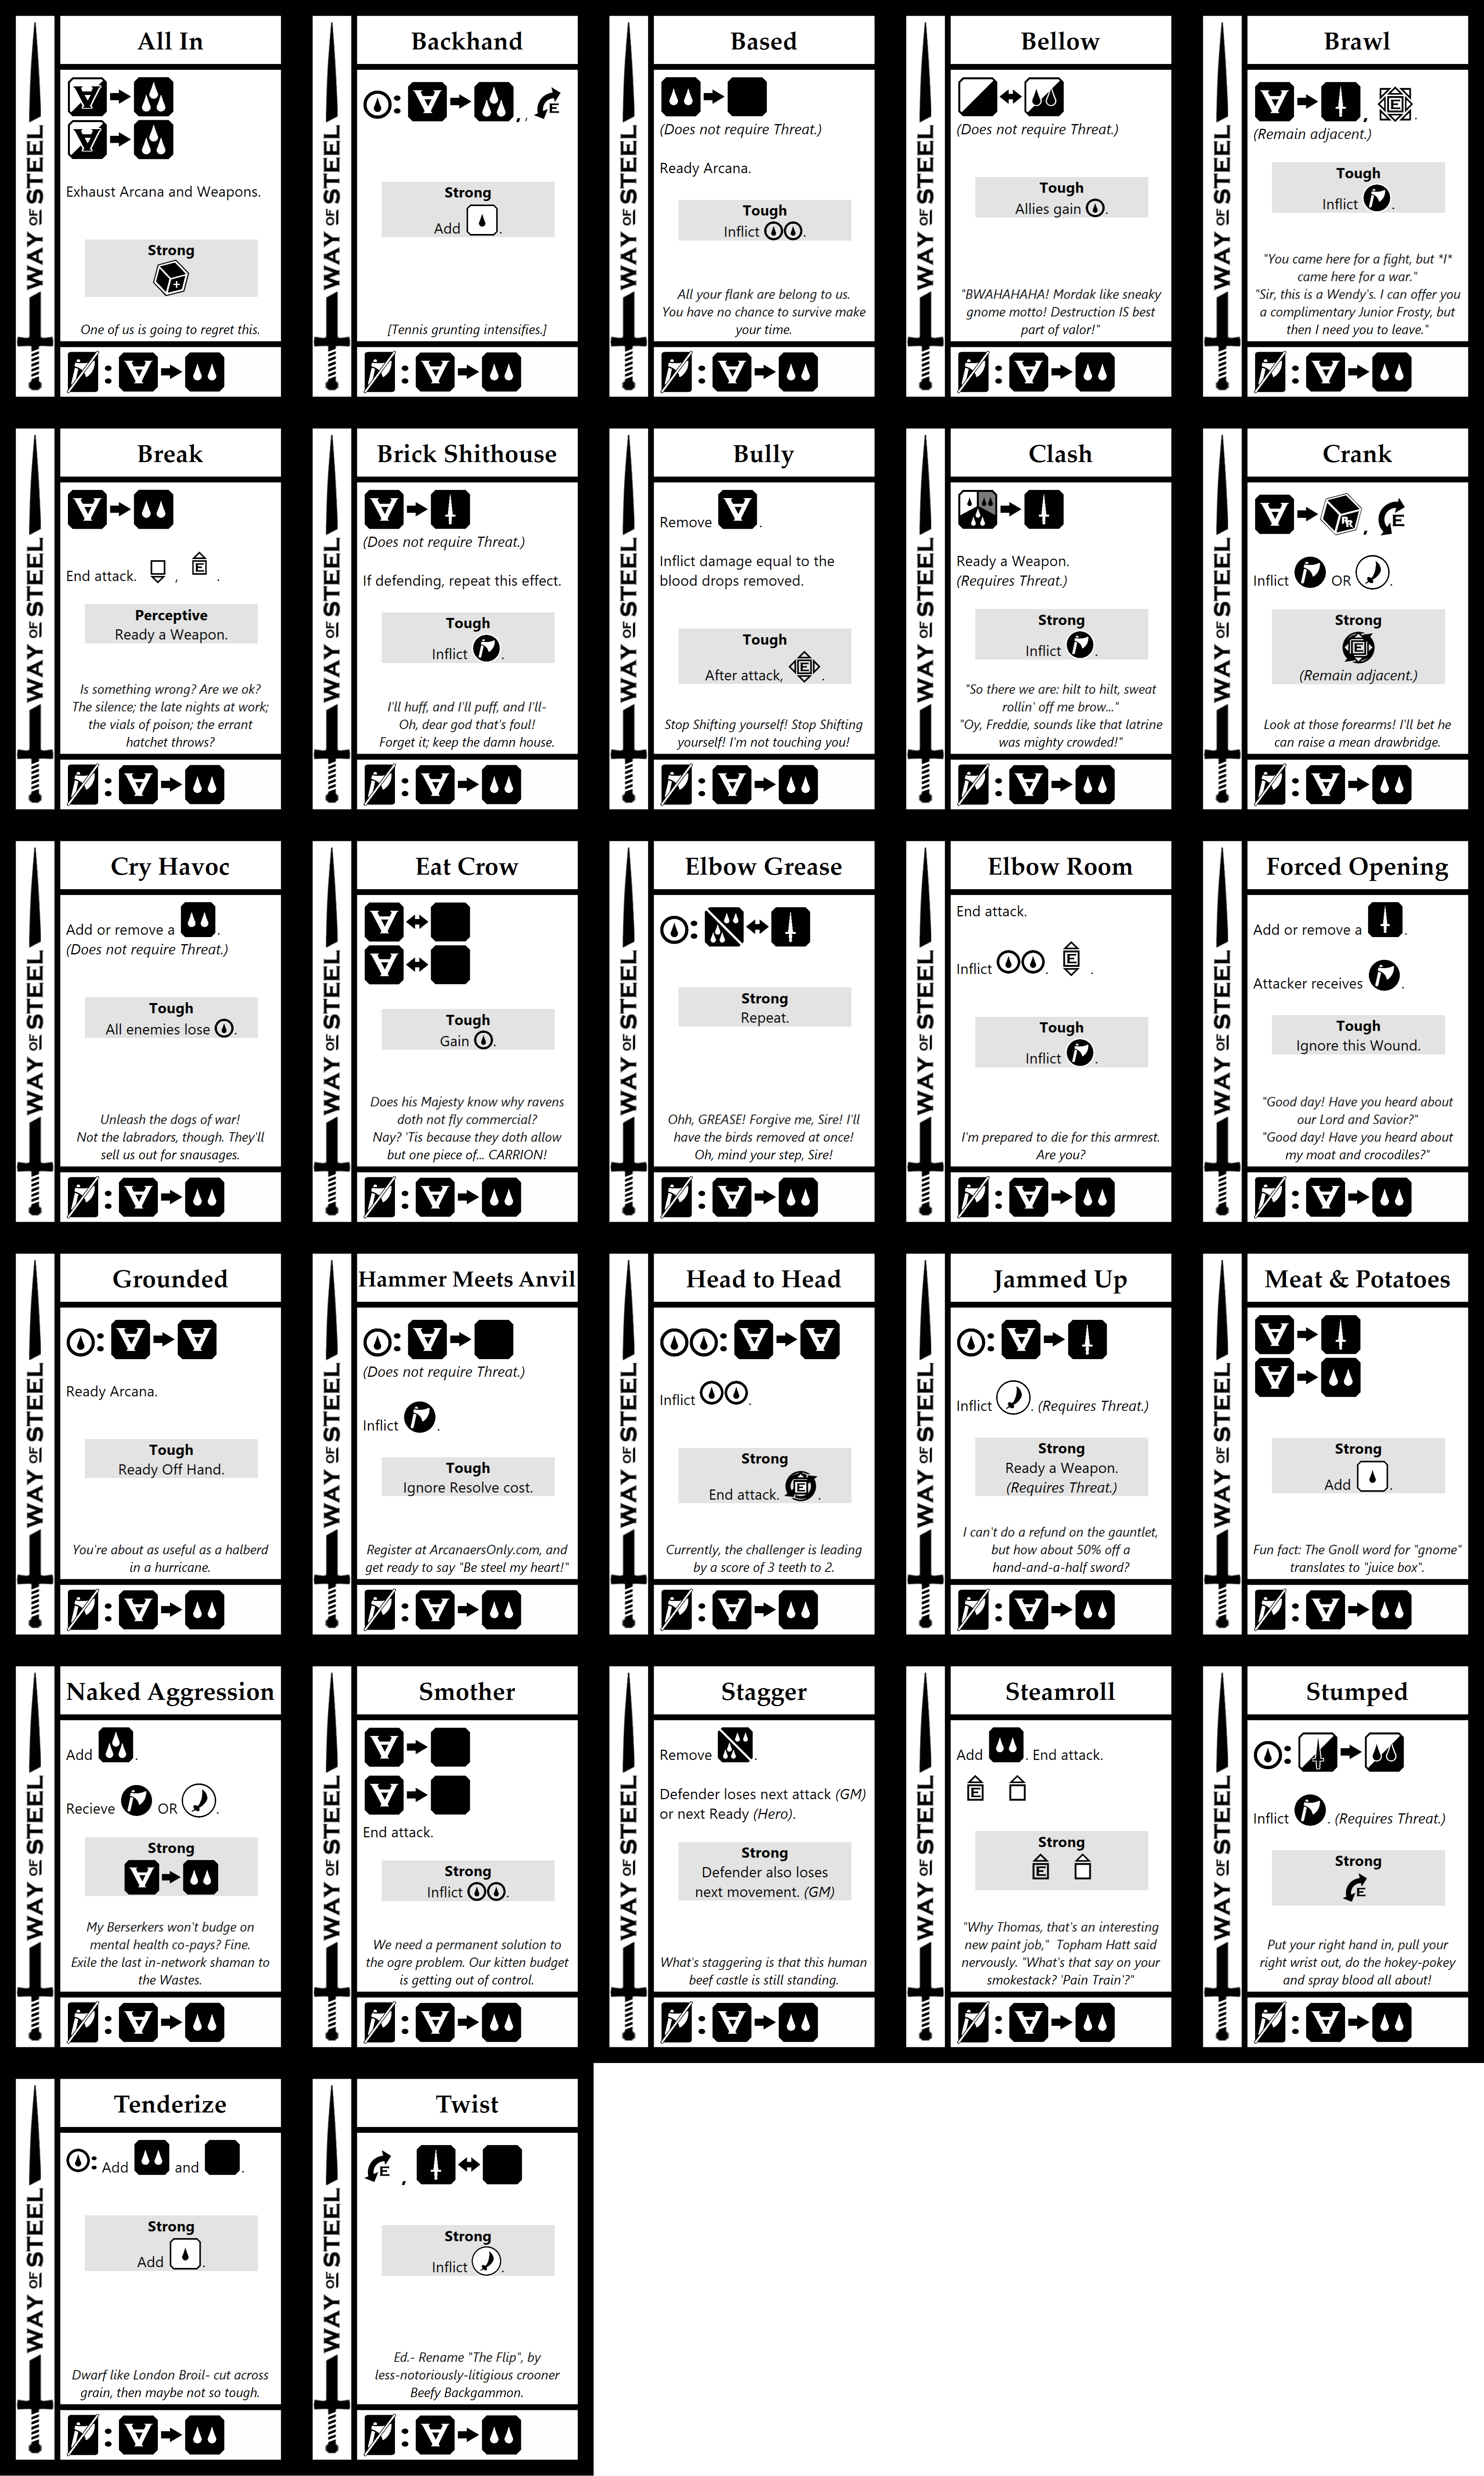 WAY OF STEEL
All In
Exhaust Arcana and Weapons.
Strong
+
One of us is going to regret this.
:
WAY OF STEEL
Backhand
: , , E
Strong
Add .
[Tennis grunting intensifies.]
:
WAY OF STEEL
Based
(Does not require Threat.)
Ready Arcana.
Tough
Inflict .
All your flank are belong to us.
You have no chance to survive make
your time.
:
WAY OF STEEL
Bellow
(Does not require Threat.)
Tough
Allies gain .
"BWAHAHAHA! Mordak like sneaky
gnome motto! Destruction IS best
part of valor!"
:
WAY OF STEEL
Brawl
, E .
(Remain adjacent.)
Tough
Inflict .
"You came here for a fight, but *I*
came here for a war."
"Sir, this is a Wendy's. I can offer you
a complimentary Junior Frosty, but
then I need you to leave."
:
WAY OF STEEL
Break
End attack. , E .
Perceptive
Ready a Weapon.
Is something wrong? Are we ok?
The silence; the late nights at work;
the vials of poison; the errant
hatchet throws?
:
WAY OF STEEL
Brick Shithouse
(Does not require Threat.)
If defending, repeat this effect.
Tough
Inflict .
I'll huff, and I'll puff, and I'll-
Oh, dear god that's foul!
Forget it; keep the damn house.
:
WAY OF STEEL
Bully
Remove .
Inflict damage equal to the
blood drops removed.
Tough
After attack, E .
Stop Shifting yourself! Stop Shifting
yourself! I'm not touching you!
:
WAY OF STEEL
Clash
Ready a Weapon.
(Requires Threat.)
Strong
Inflict .
"So there we are: hilt to hilt, sweat
rollin' off me brow..."
"Oy, Freddie, sounds like that latrine
was mighty crowded!"
:
WAY OF STEEL
Crank
RR , E
Inflict OR .
Strong
E
(Remain adjacent.)
Look at those forearms! I'll bet he
can raise a mean drawbridge.
:
WAY OF STEEL
Cry Havoc
Add or remove a .
(Does not require Threat.)
Tough
All enemies lose .
Unleash the dogs of war!
Not the labradors, though. They'll
sell us out for snausages.
:
WAY OF STEEL
Eat Crow
Tough
Gain .
Does his Majesty know why ravens
doth not fly commercial?
Nay? 'Tis because they doth allow
but one piece of... CARRION!
:
WAY OF STEEL
Elbow Grease
:
Strong
Repeat.
Ohh, GREASE! Forgive me, Sire! I'll
have the birds removed at once!
Oh, mind your step, Sire!
:
WAY OF STEEL
Elbow Room
End attack.
Inflict . E .
Tough
Inflict .
I'm prepared to die for this armrest.
Are you?
:
WAY OF STEEL
Forced Opening
Add or remove a .
Attacker receives .
Tough
Ignore this Wound.
"Good day! Have you heard about
our Lord and Savior?"
"Good day! Have you heard about
my moat and crocodiles?"
:
WAY OF STEEL
Grounded
:
Ready Arcana.
Tough
Ready Off Hand.
You're about as useful as a halberd
in a hurricane.
:
WAY OF STEEL
Hammer Meets Anvil
:
(Does not require Threat.)
Inflict .
Tough
Ignore Resolve cost.
Register at ArcanaersOnly.com, and
get ready to say "Be steel my heart!"
:
WAY OF STEEL
Head to Head
:
Inflict .
Strong
End attack. E .
Currently, the challenger is leading
by a score of 3 teeth to 2.
:
WAY OF STEEL
Jammed Up
:
Inflict . (Requires Threat.)
Strong
Ready a Weapon.
(Requires Threat.)
I can't do a refund on the gauntlet,
but how about 50% off a
hand-and-a-half sword?
:
WAY OF STEEL
Meat & Potatoes
Strong
Add .
Fun fact: The Gnoll word for "gnome"
translates to "juice box".
:
WAY OF STEEL
Naked Aggression
Add .
Recieve OR .
Strong
My Berserkers won't budge on
mental health co-pays? Fine.
Exile the last in-network shaman to
the Wastes.
:
WAY OF STEEL
Smother
End attack.
Strong
Inflict .
We need a permanent solution to
the ogre problem. Our kitten budget
is getting out of control.
:
WAY OF STEEL
Stagger
Remove .
Defender loses next attack (GM)
or next Ready (Hero).
Strong
Defender also loses
next movement. (GM)
What's staggering is that this human
beef castle is still standing.
:
WAY OF STEEL
Steamroll
Add . End attack.
E
Strong
E
"Why Thomas, that's an interesting
new paint job," Topham Hatt said
nervously. "What's that say on your
smokestack? 'Pain Train'?"
:
WAY OF STEEL
Stumped
:
Inflict . (Requires Threat.)
Strong
E
Put your right hand in, pull your
right wrist out, do the hokey-pokey
and spray blood all about!
:
WAY OF STEEL
Tenderize
: Add and .
Strong
Add .
Dwarf like London Broil- cut across
grain, then maybe not so tough.
:
WAY OF STEEL
Twist
E ,
Strong
Inflict .
Ed.- Rename "The Flip", by
less-notoriously-litigious crooner
Beefy Backgammon.
: